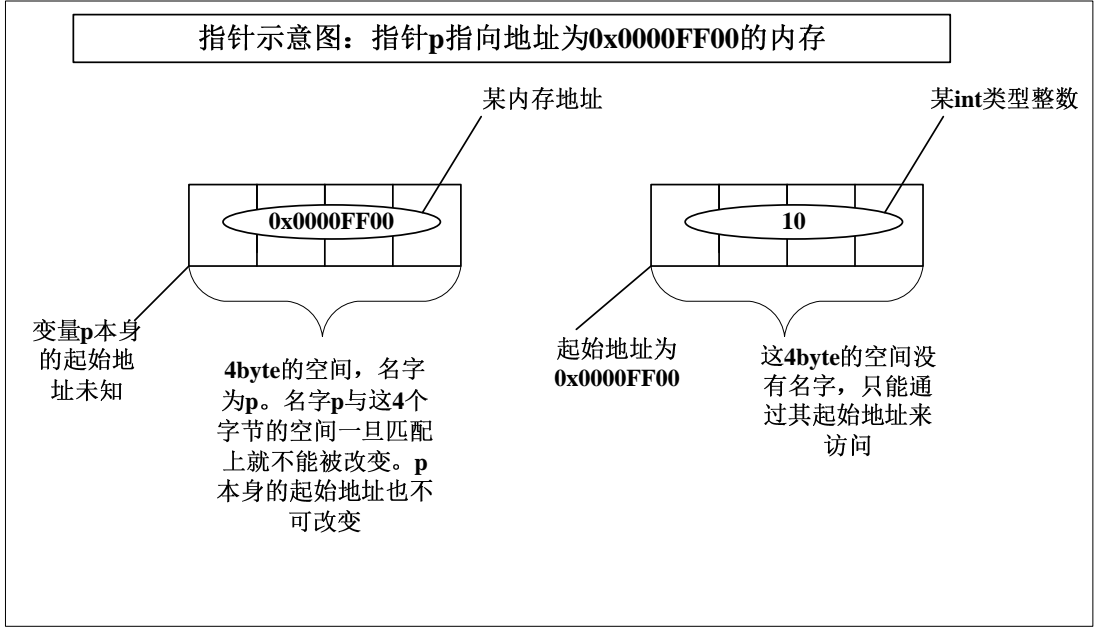 指针示意图：指针p指向地址为0x0000FF00的内存
某内存地址
某int类型整数
0x0000FF00
10
变量p本身
的起始地
址未知
4byte的空间，名字
为p。名字p与这4个
字节的空间一旦匹配
上就不能被改变。p
本身的起始地址也不
可改变
起始地址为
0x0000FF00
这4byte的空间没
有名字，只能通
过其起始地址来
访问